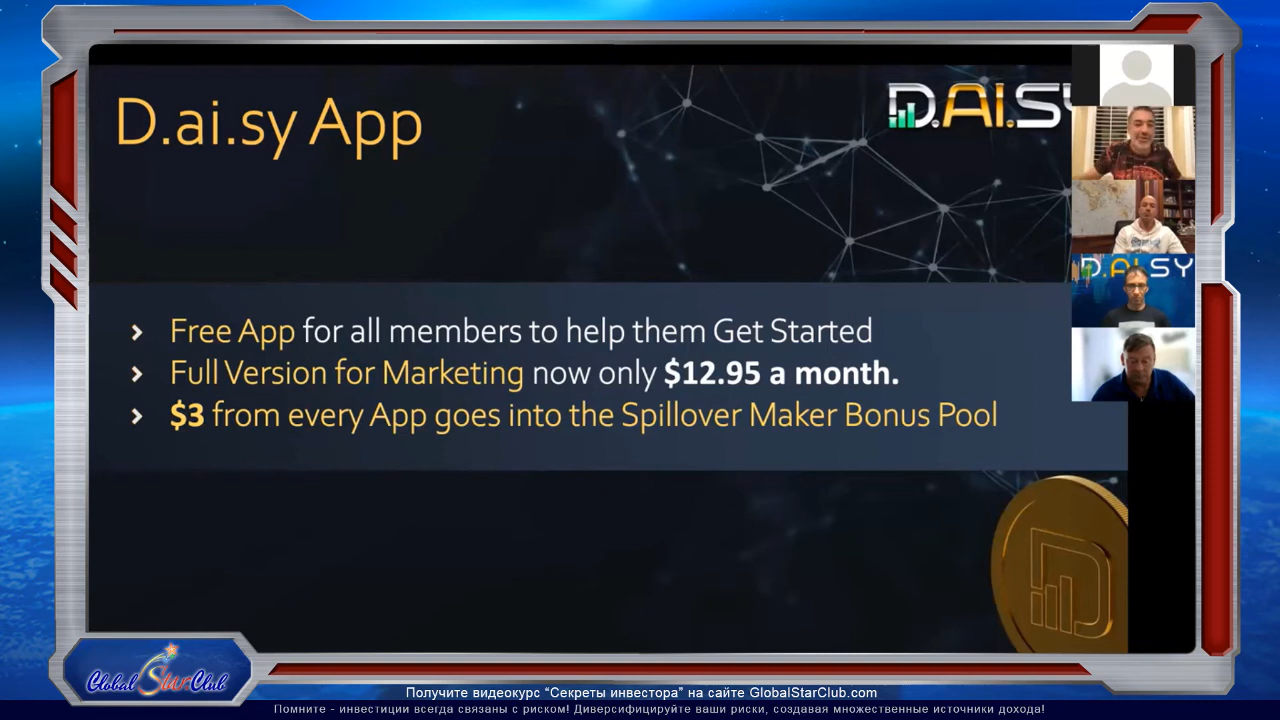 D.ai.sy App
D.AI.SY
Free App for all members to help them Get Started
Full Version for Marketing now only $12.95 a month.
$3 from every App goes into the Spillover Maker Bonus Pool
D.AI.SY
Global Star Club
Получите видеокурс “Секреты инвестора” на сайте GlobalStarClub.com
Помните - инвестиции всегда связаны с риском! Диверсифицируйте ваши риски, создавая множественные источники дохода!